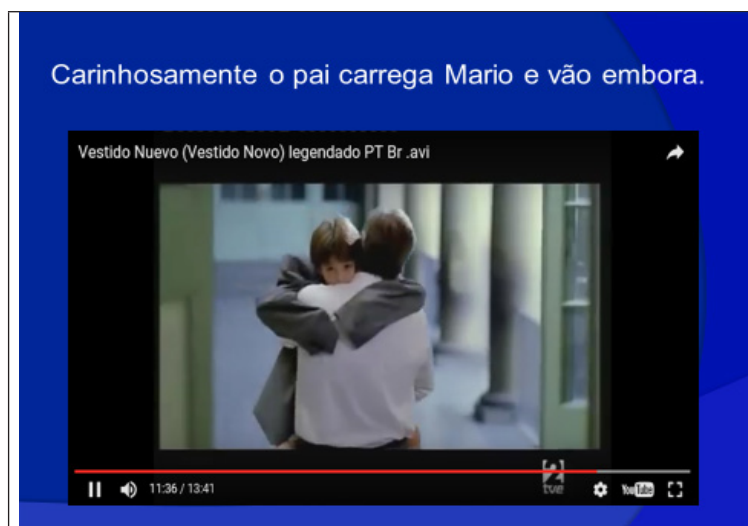 Carinhosamente o pai carrega Mario e vão embora.
Vestido Nuevo (Vestido Novo) legendado PT Br .avi
2
tve
11:36 / 13:41
YouTube